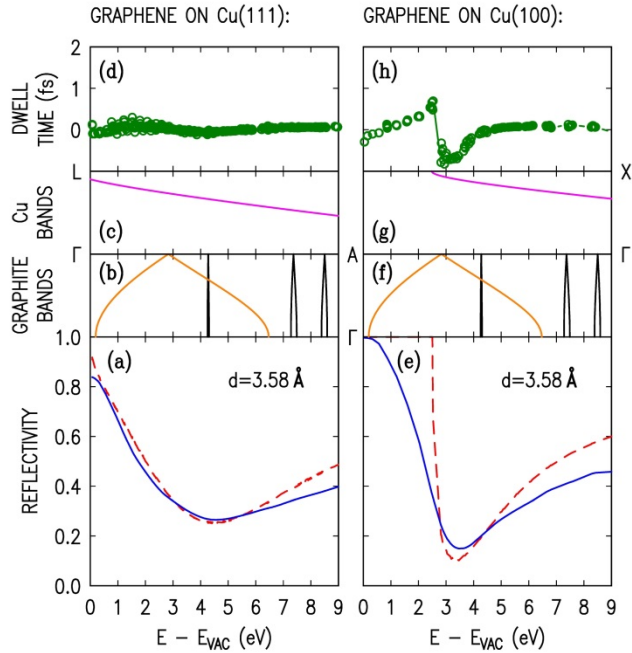 GRAPHENE ON Cu(111): GRAPHENE ON Cu(100):
DWELL TIME (fs)
2
1
0
(d) (h)
L X
Cu BANDS
(c) (g)
Γ A Γ
GRAPHITE BANDS
(b) (f)
1.0 Γ
(a) (e)
d=3.58 Å d=3.58 Å
REFLECTIVITY
0.8
0.6
0.4
0.2
0.0
0 1 2 3 4 5 6 7 8 9 0 1 2 3 4 5 6 7 8 9
E − E_VAC (eV) E − E_VAC (eV)